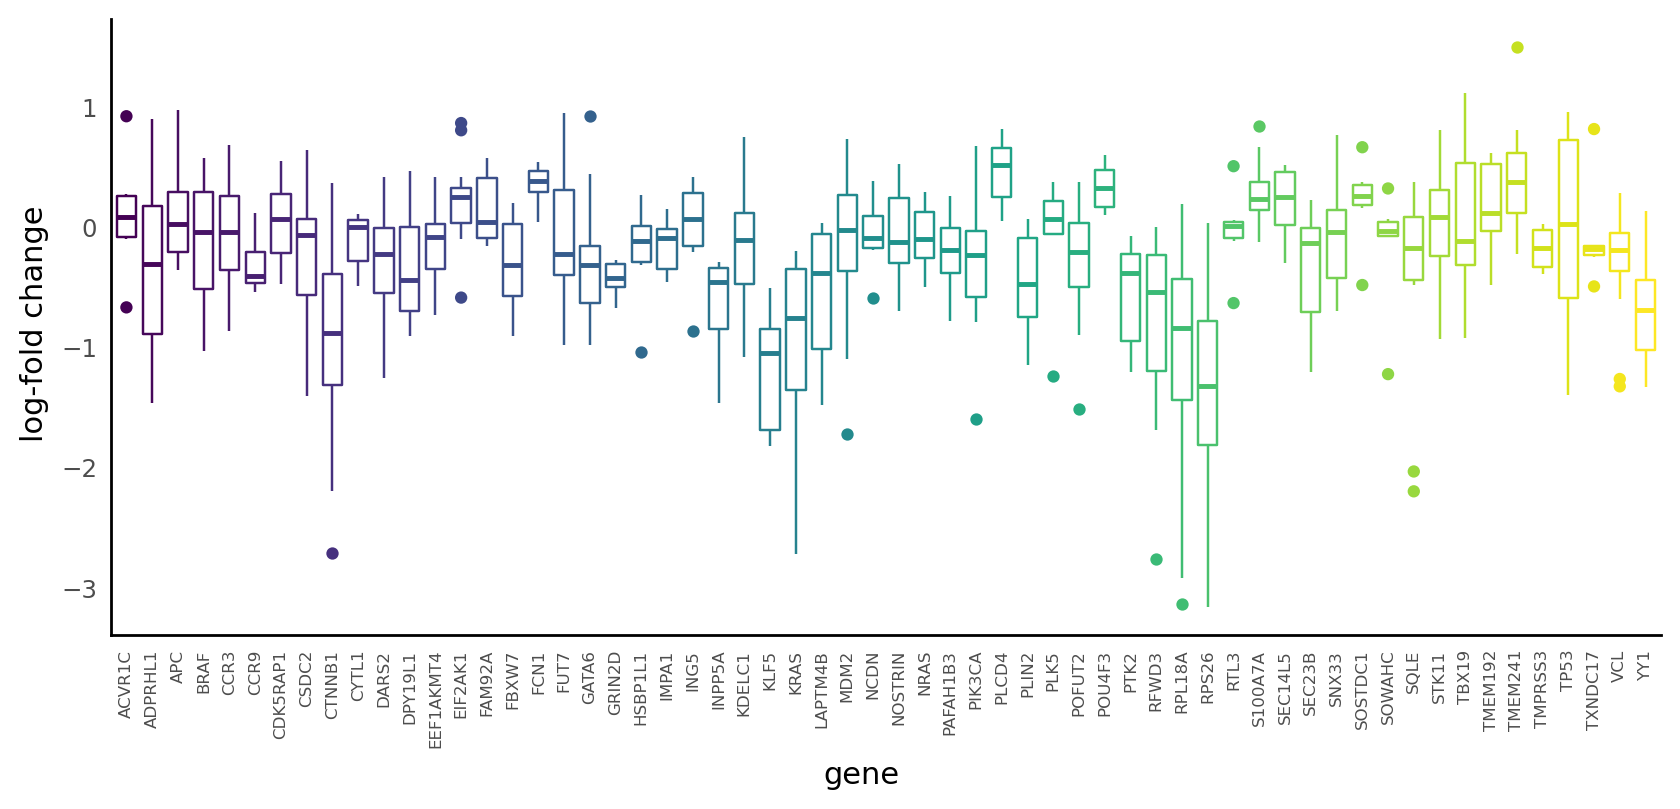 1
0
−1
−2
−3
log-fold change
ACVR1C
ADPRHL1
APC
BRAF
CCR3
CCR9
CDK5RAP1
CSDC2
CTNNB1
CYTL1
DARS2
DPY19L1
EEF1AKMT4
EIF2AK1
FAM92A
FBXW7
FCN1
FUT7
GATA6
GRIN2D
HSBP1L1
IMPA1
ING5
INPP5A
KDELC1
KLF5
KRAS
LAPTM4B
MDM2
NCDN
NOSTRIN
NRAS
PAFAH1B3
PIK3CA
PLCD4
PLIN2
PLK5
POFUT2
POU4F3
PTK2
RFWD3
RPL18A
RPS26
RTL3
S100A7A
SEC14L5
SEC23B
SNX33
SOSTDC1
SOWAHC
SQLE
STK11
TBX19
TMEM192
TMEM241
TMPRSS3
TP53
TXNDC17
VCL
YY1
gene